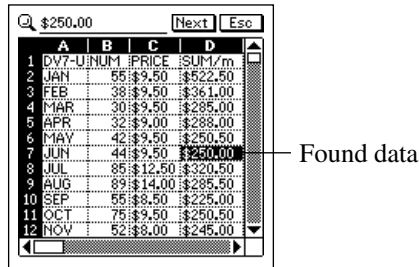 $250.00 Next Esc
A B C D
1 DV7-U NUM PRICE SUM/m
2 JAN 55 $9.50 $522.50
3 FEB 38 $9.50 $361.00
4 MAR 30 $9.50 $285.00
5 APR 32 $9.00 $288.00
6 MAY 42 $9.50 $250.50
7 JUN 44 $9.50 $250.00 Found data
8 JUL 85 $12.50 $320.50
9 AUG 89 $14.00 $285.50
10 SEP 55 $8.50 $225.00
11 OCT 75 $9.50 $250.50
12 NOV 52 $8.00 $245.00